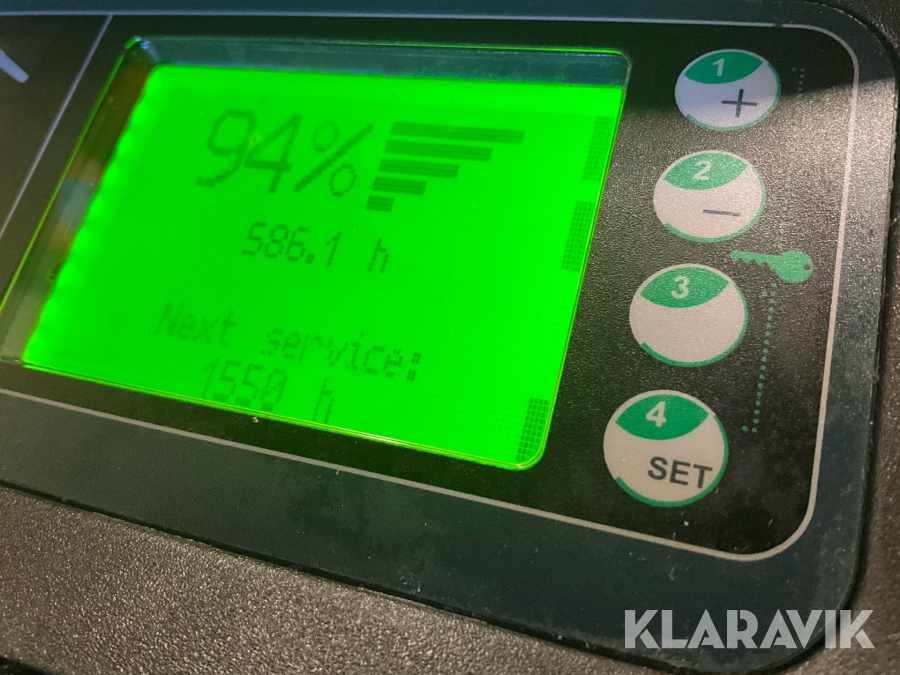 94%
586.1 h
Next service:
1550 h
1
+
2
−
3
4
SET
KLARAVIK